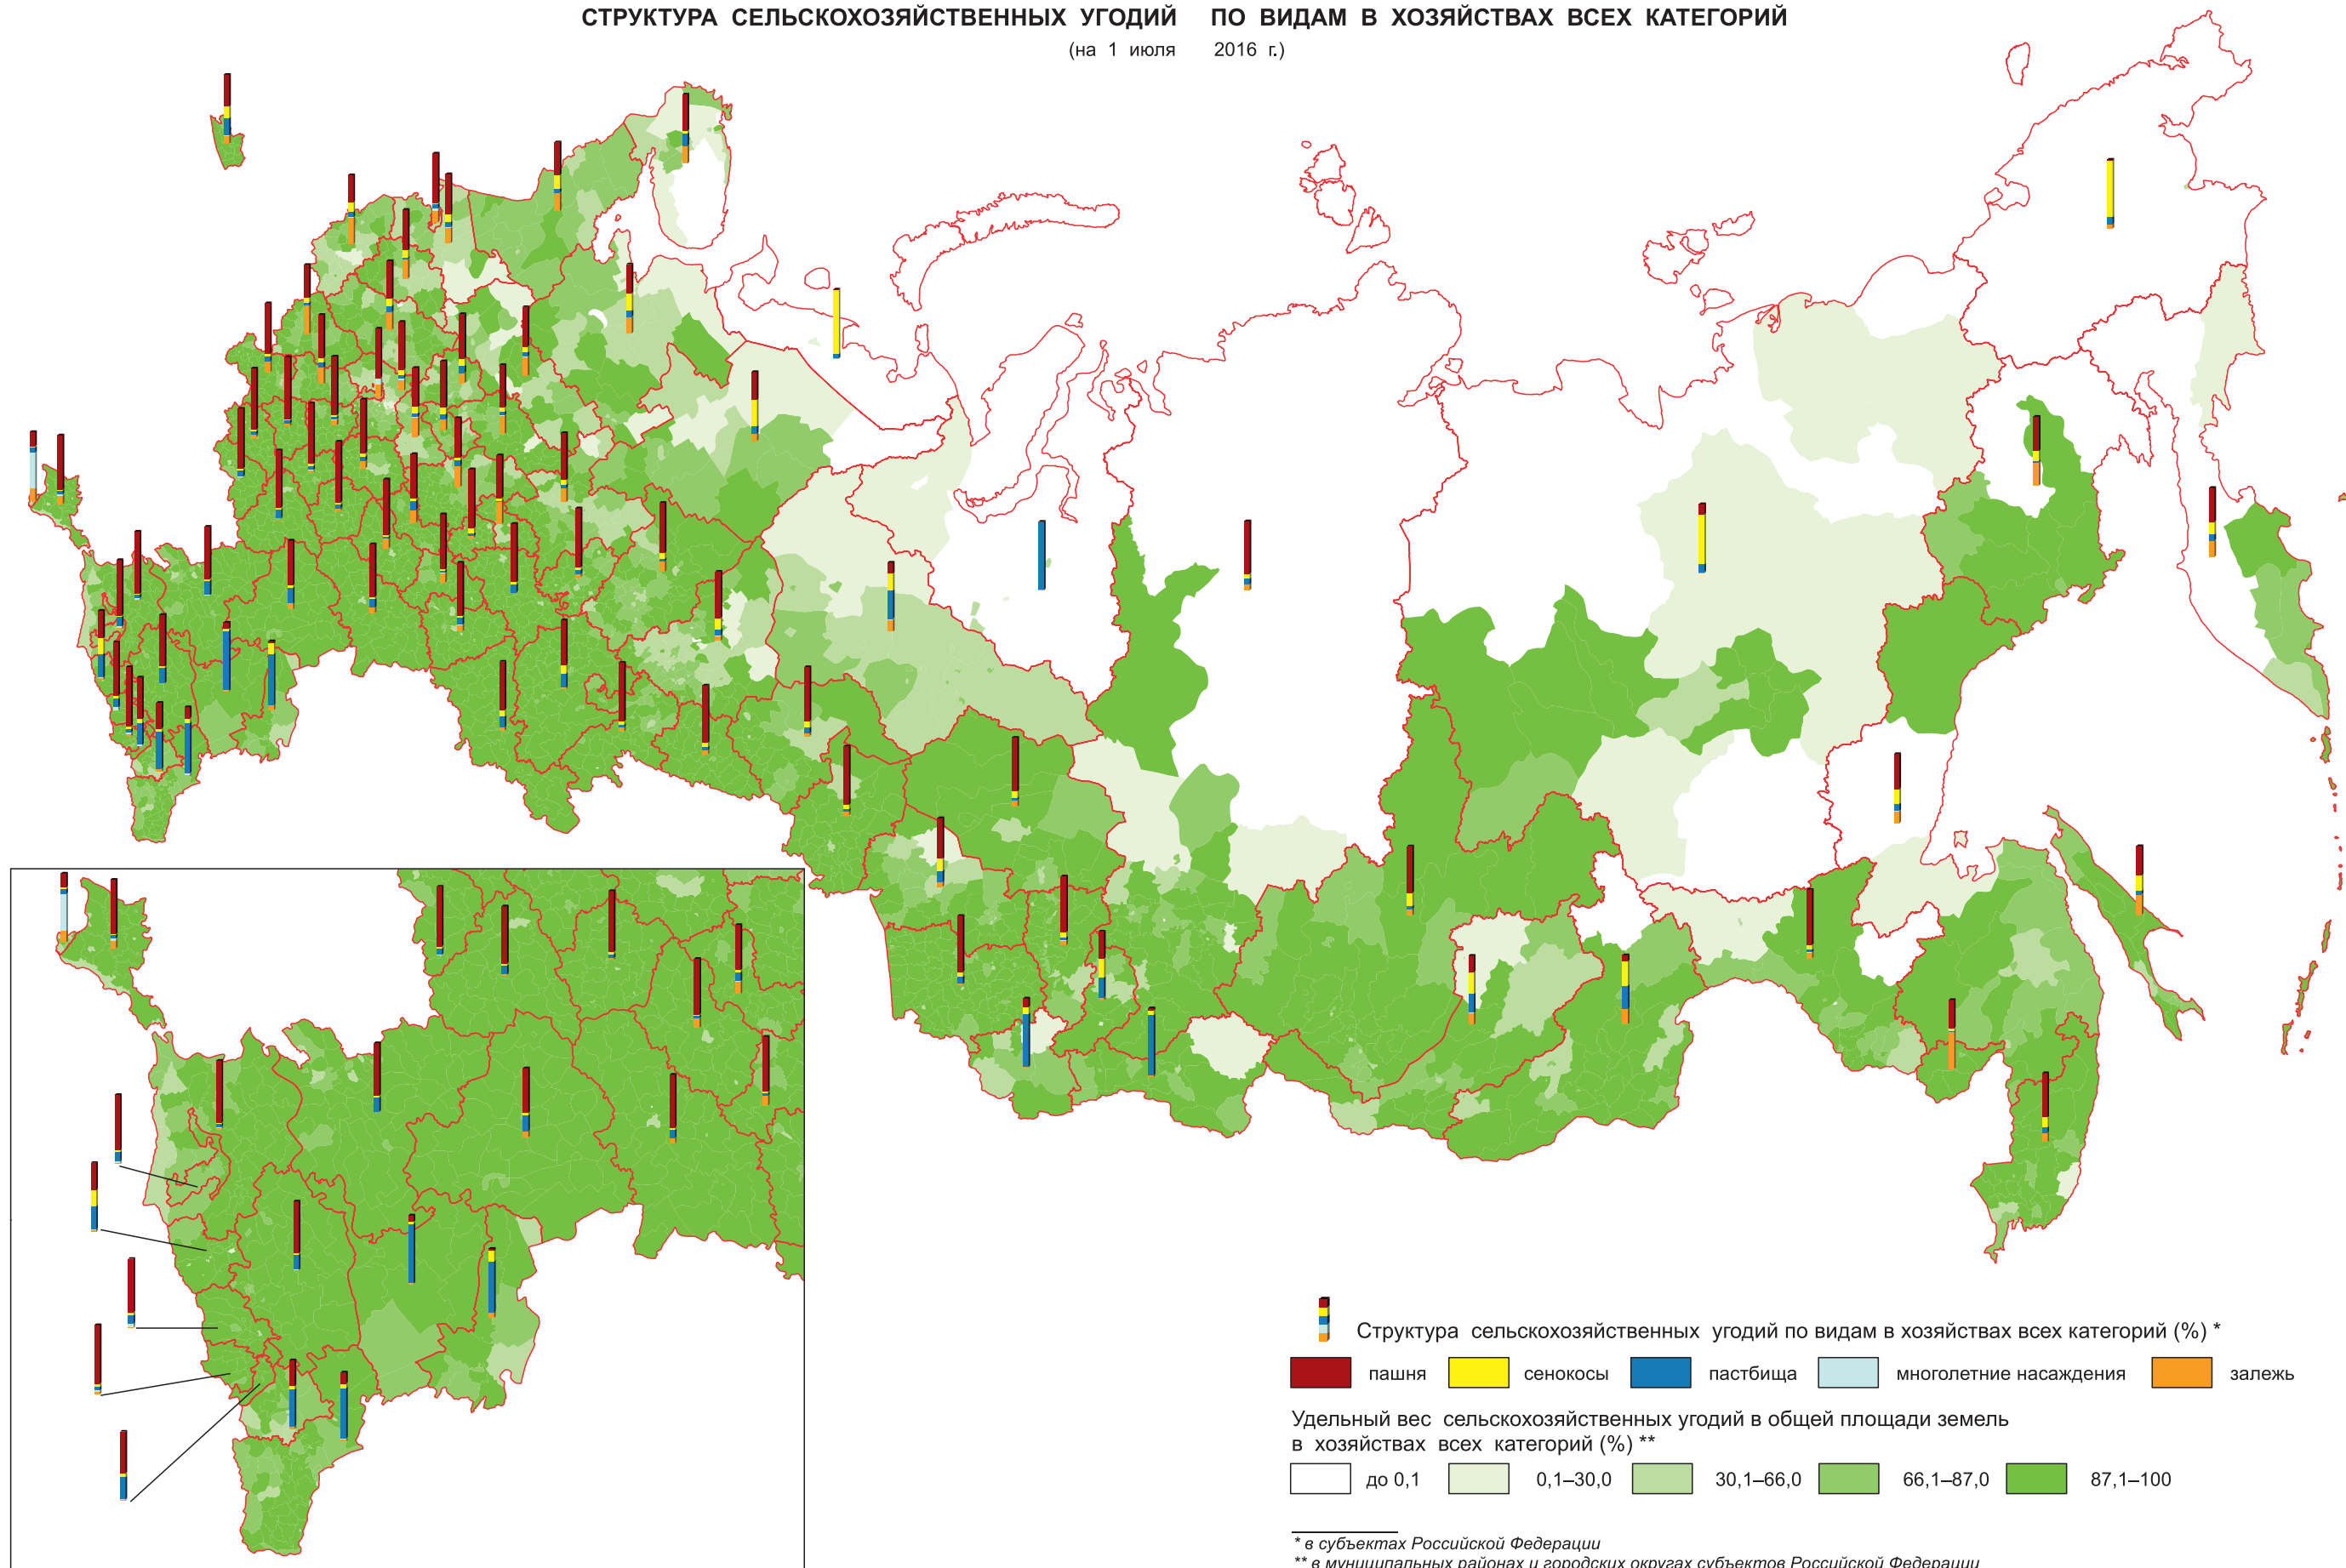 СТРУКТУРА СЕЛЬСКОХОЗЯЙСТВЕННЫХ УГОДИЙ ПО ВИДАМ В ХОЗЯЙСТВАХ ВСЕХ КАТЕГОРИЙ
(на 1 июля 2016 г.)
Структура сельскохозяйственных угодий по видам в хозяйствах всех категорий (%) *
пашня сенокосы пастбища многолетние насаждения залежь
Удельный вес сельскохозяйственных угодий в общей площади земель
в хозяйствах всех категорий (%) **
до 0,1 0,1–30,0 30,1–66,0 66,1–87,0 87,1–100
* в субъектах Российской Федерации
** в муниципальных районах и городских округах субъектов Российской Федерации